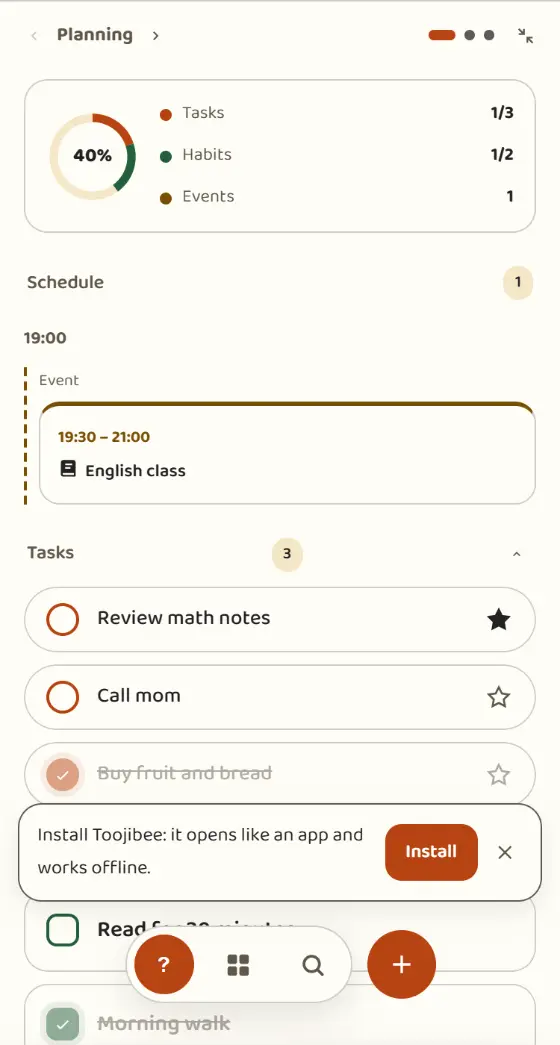 Planning
40%
Tasks 1/3
Habits 1/2
Events 1
Schedule 1
19:00
Event
19:30 – 21:00
English class
Tasks 3
Review math notes
Call mom
Buy fruit and bread
Install Toojibee: it opens like an app and
works offline.
Install
Read
?
+
Morning walk